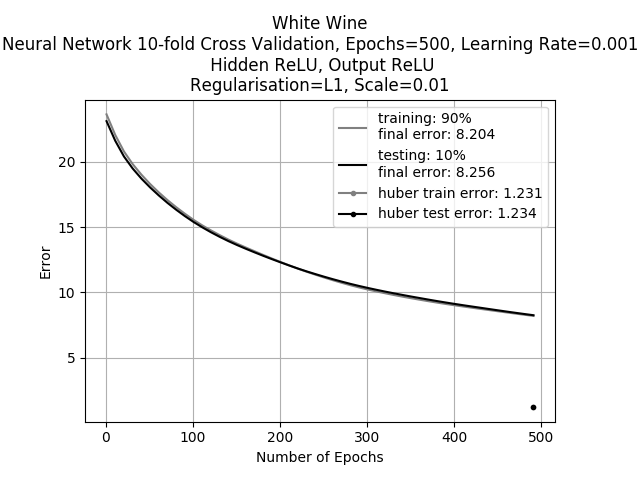 White Wine
Neural Network 10-fold Cross Validation, Epochs=500, Learning Rate=0.001
Hidden ReLU, Output ReLU
Regularisation=L1, Scale=0.01
training: 90%
final error: 8.204
testing: 10%
final error: 8.256
huber train error: 1.231
huber test error: 1.234
20
15
10
5
Error
0 100 200 300 400 500
Number of Epochs